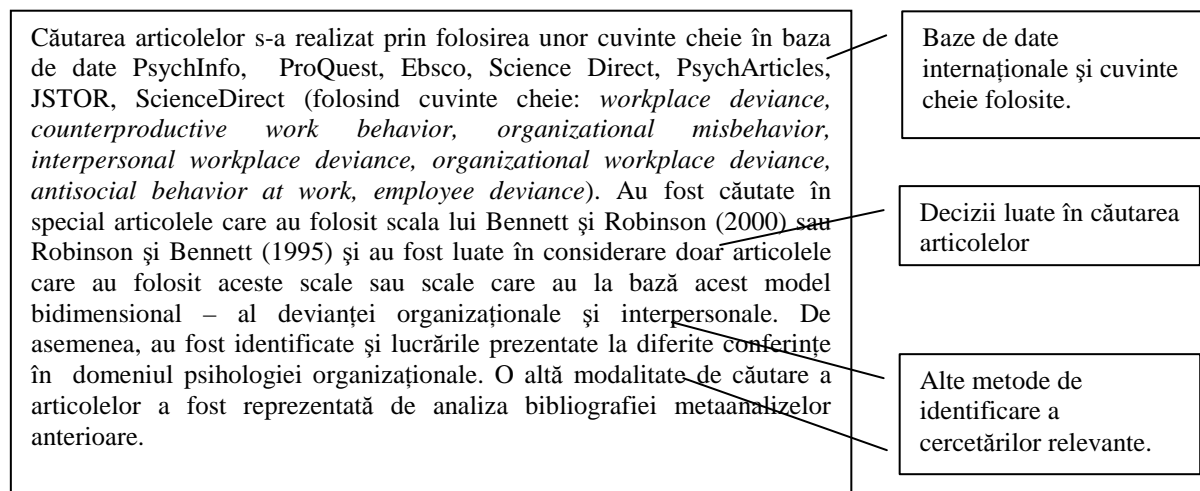 Căutarea articolelor s-a realizat prin folosirea unor cuvinte cheie în baza
de date PsychInfo, ProQuest, Ebsco, Science Direct, PsychArticles,
JSTOR, ScienceDirect (folosind cuvinte cheie: workplace deviance,
counterproductive work behavior, organizational misbehavior,
interpersonal workplace deviance, organizational workplace deviance,
antisocial behavior at work, employee deviance). Au fost căutate în
special articolele care au folosit scala lui Bennett şi Robinson (2000) sau
Robinson şi Bennett (1995) şi au fost luate în considerare doar articolele
care au folosit aceste scale sau scale care au la bază acest model
bidimensional – al devianței organizaționale şi interpersonale. De
asemenea, au fost identificate şi lucrările prezentate la diferite conferințe
în domeniul psihologiei organizaționale. O altă modalitate de căutare a
articolelor a fost reprezentată de analiza bibliografiei metaanalizelor
anterioare.
Baze de date
internaționale şi cuvinte
cheie folosite.
Decizii luate în căutarea
articolelor
Alte metode de
identificare a
cercetărilor relevante.